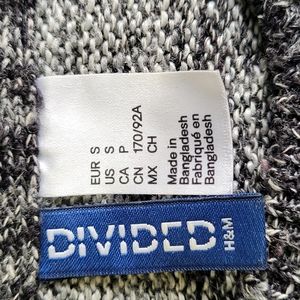 EUR S
US S
CA P
CN 170/92A
MX CH
Made in
Bangladesh
Fabriqué en
Bangladesh
DIVIDED
H&M